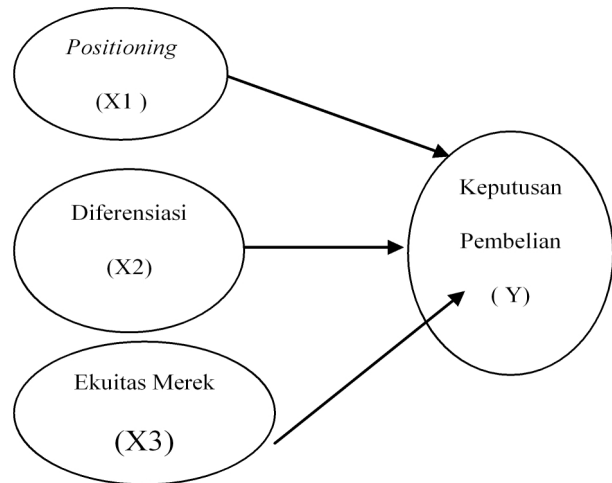 Positioning
(X1 )
Diferensiasi
(X2)
Ekuitas Merek
(X3)
Keputusan
Pembelian
( Y)